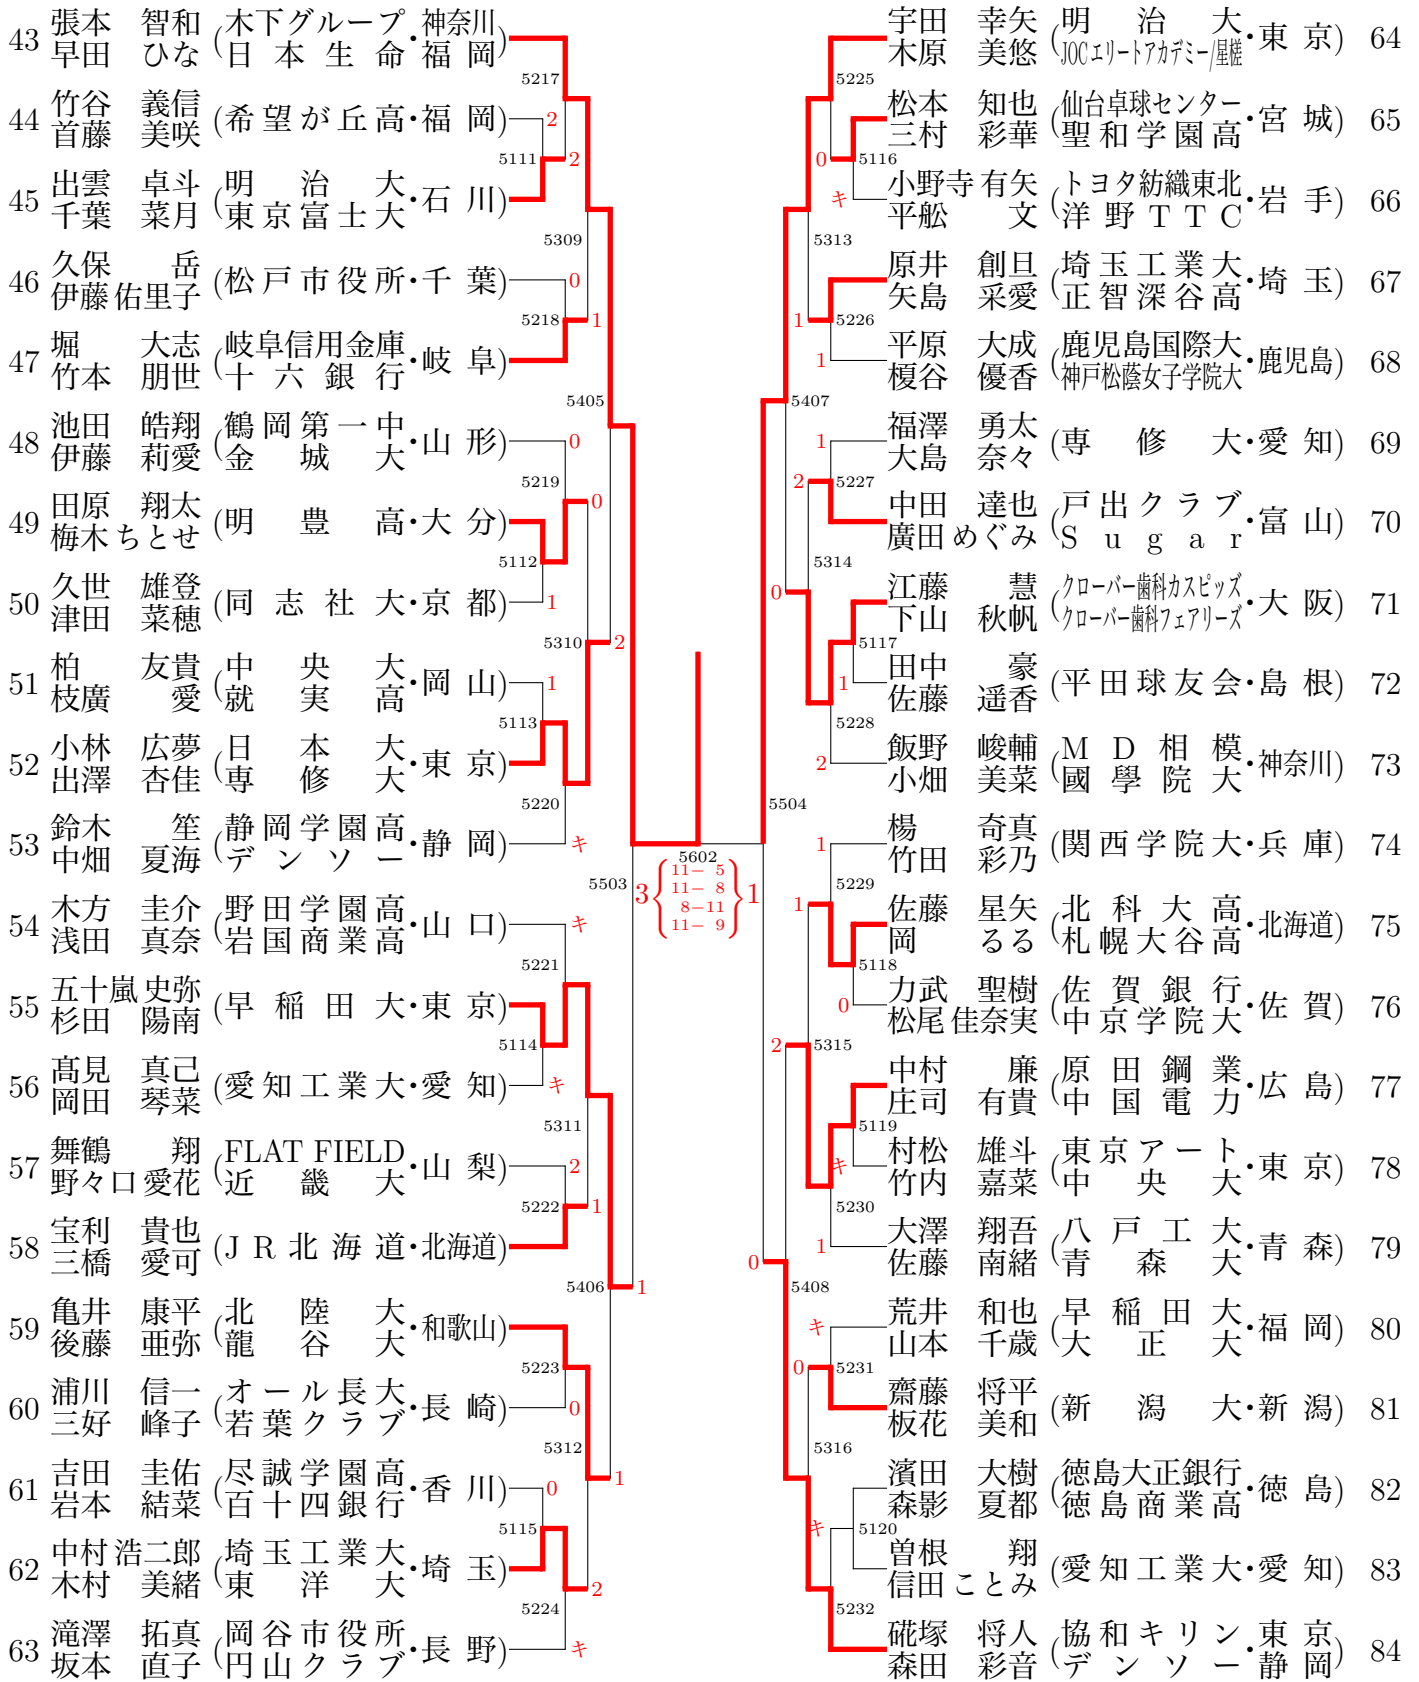 43 張本 智和 早田 ひな (木下グループ 日本生命・神奈川 福岡)
44 竹谷 義信 首藤 美咲 (希望が丘高・福岡)
45 出雲 卓斗 千葉 菜月 (明治大 東京富士大・石川)
46 久保 岳 伊藤佑里子 (松戸市役所・千葉)
47 堀 大志 竹本 朋世 (岐阜信用金庫 十六銀行・岐阜)
48 池田 皓翔 伊藤 莉愛 (鶴岡第一中 金城大・山形)
49 田原 翔太 梅木ちとせ (明豊高・大分)
50 久世 雄登 津田 菜穂 (同志社大・京都)
51 柏 友貴 枝廣 愛 (中央大 就実高・岡山)
52 小林 広夢 出澤 杏佳 (日本大 専修大・東京)
53 鈴木 笙 中畑 夏海 (静岡学園高 デンソー・静岡)
54 木方 圭介 浅田 真奈 (野田学園高 岩国商業高・山口)
55 五十嵐史弥 杉田 陽南 (早稲田大・東京)
56 髙見 真己 岡田 琴菜 (愛知工業大・愛知)
57 舞鶴 翔 野々口愛花 (FLAT FIELD 近畿大・山梨)
58 宝利 貴也 三橋 愛可 (JR北海道・北海道)
59 亀井 康平 後藤 亜弥 (北陸大 龍谷大・和歌山)
60 浦川 信一 三好 峰子 (オール長大 若葉クラブ・長崎)
61 吉田 圭佑 岩本 結菜 (尽誠学園高 百十四銀行・香川)
62 中村浩二郎 木村 美緒 (埼玉工業大 東洋大・埼玉)
63 滝澤 拓真 坂本 直子 (岡谷市役所 円山クラブ・長野)
5217
2
5111 2
5309
0
5218 1
5405
0
5219
0
5112
1
5310 2
1
5113
5220
キ
5503
キ
5221
5114
キ
5311
2
5222 1
5406 1
5223
0
5312
1
0
5115
2
5224
キ
5602
3 { 11- 5
11- 8
8-11
11- 9 } 1
宇田 幸矢 木原 美悠 (明治大 JOCエリートアカデミー/星槎・東京) 64
松本 知也 三村 彩華 (仙台卓球センター 聖和学園高・宮城) 65
小野寺有矢 平舩 文 (トヨタ紡織東北 洋野TTC・岩手) 66
原井 創旦 矢島 采愛 (埼玉工業大 正智深谷高・埼玉) 67
平原 大成 榎谷 優香 (鹿児島国際大 神戸松蔭女子学院大・鹿児島) 68
福澤 勇太 大島 奈々 (専修大・愛知) 69
中田 達也 廣田めぐみ (戸出クラブ Sugar・富山) 70
江藤 慧 下山 秋帆 (クローバー歯科カスピッズ クローバー歯科フェアリーズ・大阪) 71
田中 豪 佐藤 遥香 (平田球友会・島根) 72
飯野 峻輔 小畑 美菜 (MD相模 國學院大・神奈川) 73
楊 奇真 竹田 彩乃 (関西学院大・兵庫) 74
佐藤 星矢 岡 るる (北科大高 札幌大谷高・北海道) 75
力武 聖樹 松尾佳奈実 (佐賀銀行 中京学院大・佐賀) 76
中村 廉 庄司 有貴 (原田鋼業 中国電力・広島) 77
村松 雄斗 竹内 嘉菜 (東京アート 中央大・東京) 78
大澤 翔吾 佐藤 南緒 (八戸工大 青森大・青森) 79
荒井 和也 山本 千歳 (早稲田大 大正大・福岡) 80
齋藤 将平 板花 美和 (新潟大・新潟) 81
濱田 大樹 森影 夏都 (徳島大正銀行 徳島商業高・徳島) 82
曽根 翔 信田ことみ (愛知工業大・愛知) 83
硴塚 将人 森田 彩音 (協和キリン デンソー・東京 静岡) 84
5225
0 5116
キ
5313
1 5226
1
5407
1
2 5227
5314
0
5117
1
5228
2
5504
1
5229
1
5118
0
2 5315
5119
キ
5230
1
0
5408
キ
0 5231
5316
キ 5120
5232